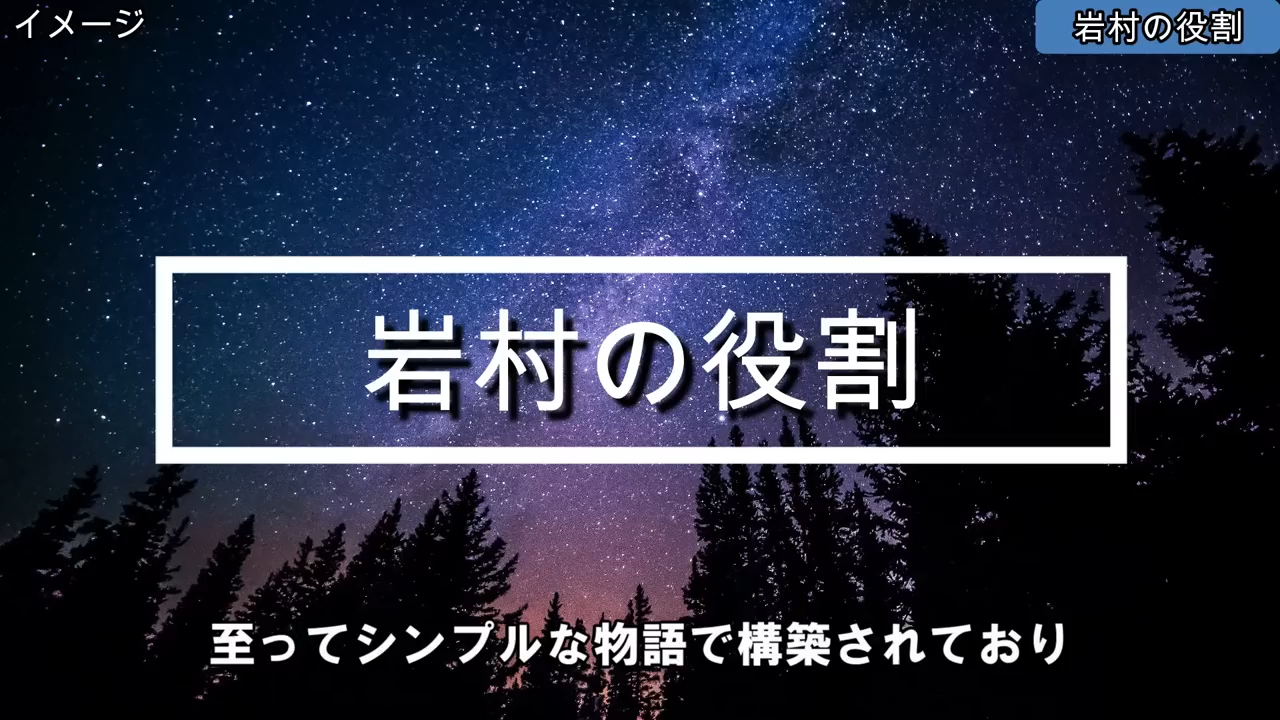 イメージ
岩村の役割
岩村の役割
至ってシンプルな物語で構築されており